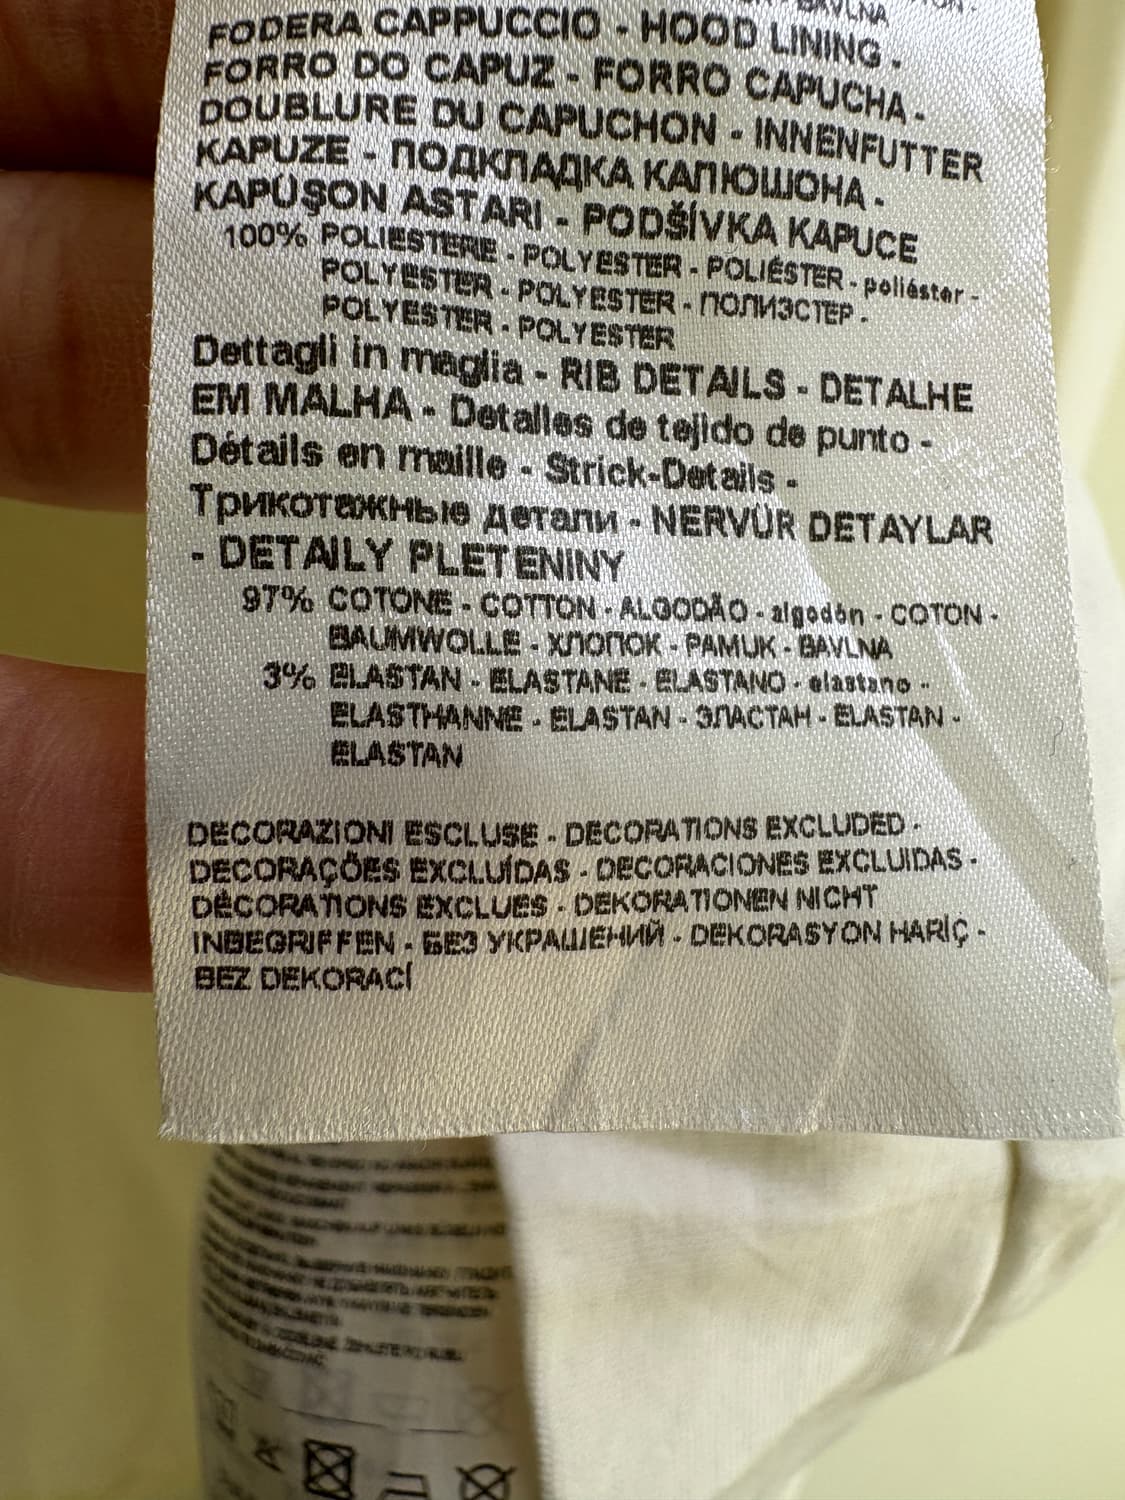 BAVLNA
FODERA CAPPUCCIO - HOOD LINING -
FORRO DO CAPUZ - FORRO CAPUCHA -
DOUBLURE DU CAPUCHON - INNENFUTTER
KAPUZE - ПОДКЛАДКА КАПЮШОНА -
KAPÜŞON ASTARI - PODŠÍVKA KAPUCE
100% POLIESTERE - POLYESTER - POLIÉSTER - poliéster -
POLYESTER - POLYESTER - ПОЛИЭСТЕР -
POLYESTER - POLYESTER
Dettagli in maglia - RIB DETAILS - DETALHE
EM MALHA - Detalles de tejido de punto -
Détails en maille - Strick-Details -
Трикотажные детали - NERVÜR DETAYLAR
- DETAILY PLETENINY
97% COTONE - COTTON - ALGODÃO - algodón - COTON -
BAUMWOLLE - ХЛОПОК - PAMUK - BAVLNA
3% ELASTAN - ELASTANE - ELASTANO - elastano -
ELASTHANNE - ELASTAN - ЭЛАСТАН - ELASTAN -
ELASTAN
DECORAZIONI ESCLUSE - DECORATIONS EXCLUDED -
DECORAÇÕES EXCLUÍDAS - DECORACIONES EXCLUIDAS -
DÉCORATIONS EXCLUES - DEKORATIONEN NICHT
INBEGRIFFEN - БЕЗ УКРАШЕНИЙ - DEKORASYON HARİÇ -
BEZ DEKORACÍ